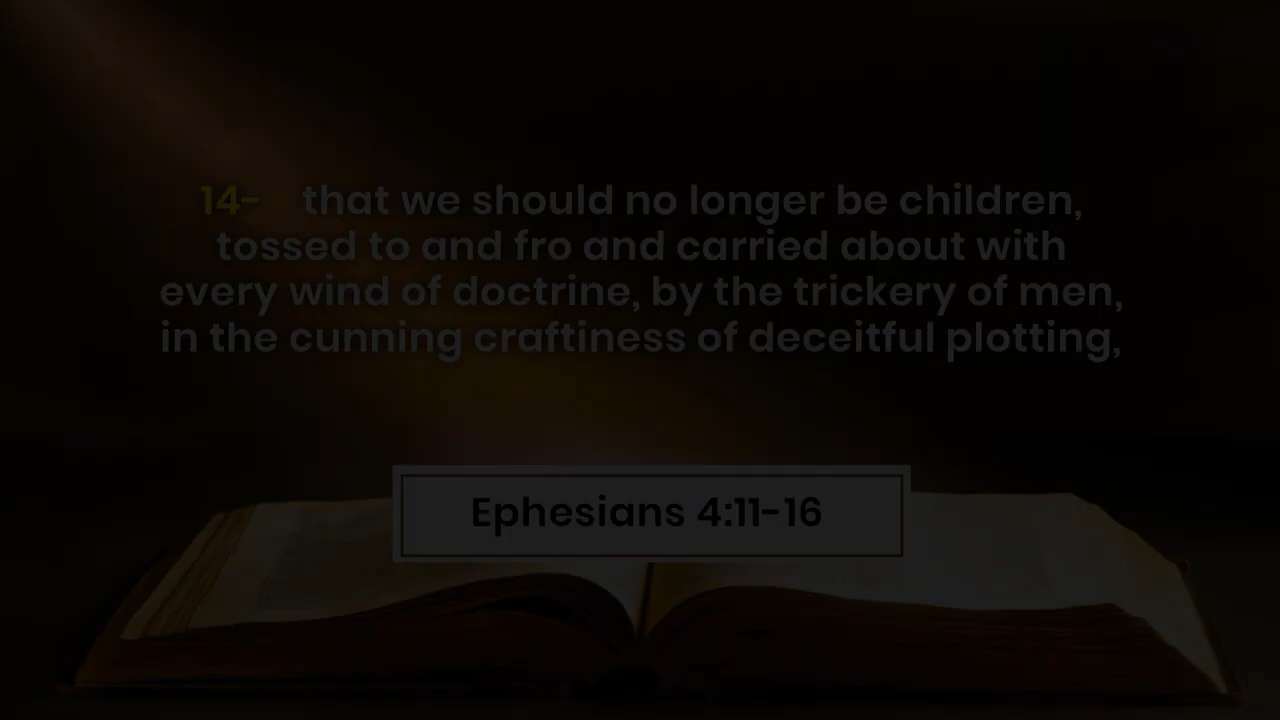 14- that we should no longer be children,
tossed to and fro and carried about with
every wind of doctrine, by the trickery of men,
in the cunning craftiness of deceitful plotting,
Ephesians 4:11-16